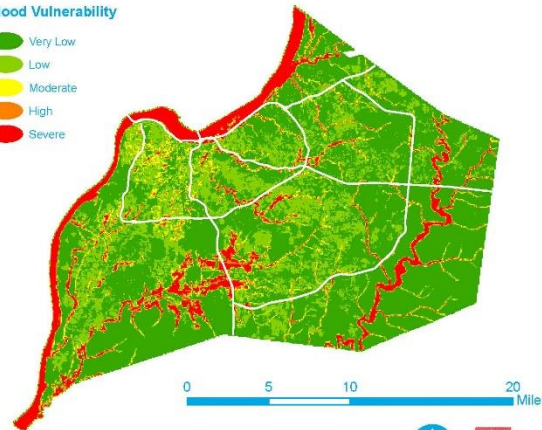 ood Vulnerability
Very Low
Low
Moderate
High
Severe
0 5 10 20
Mile